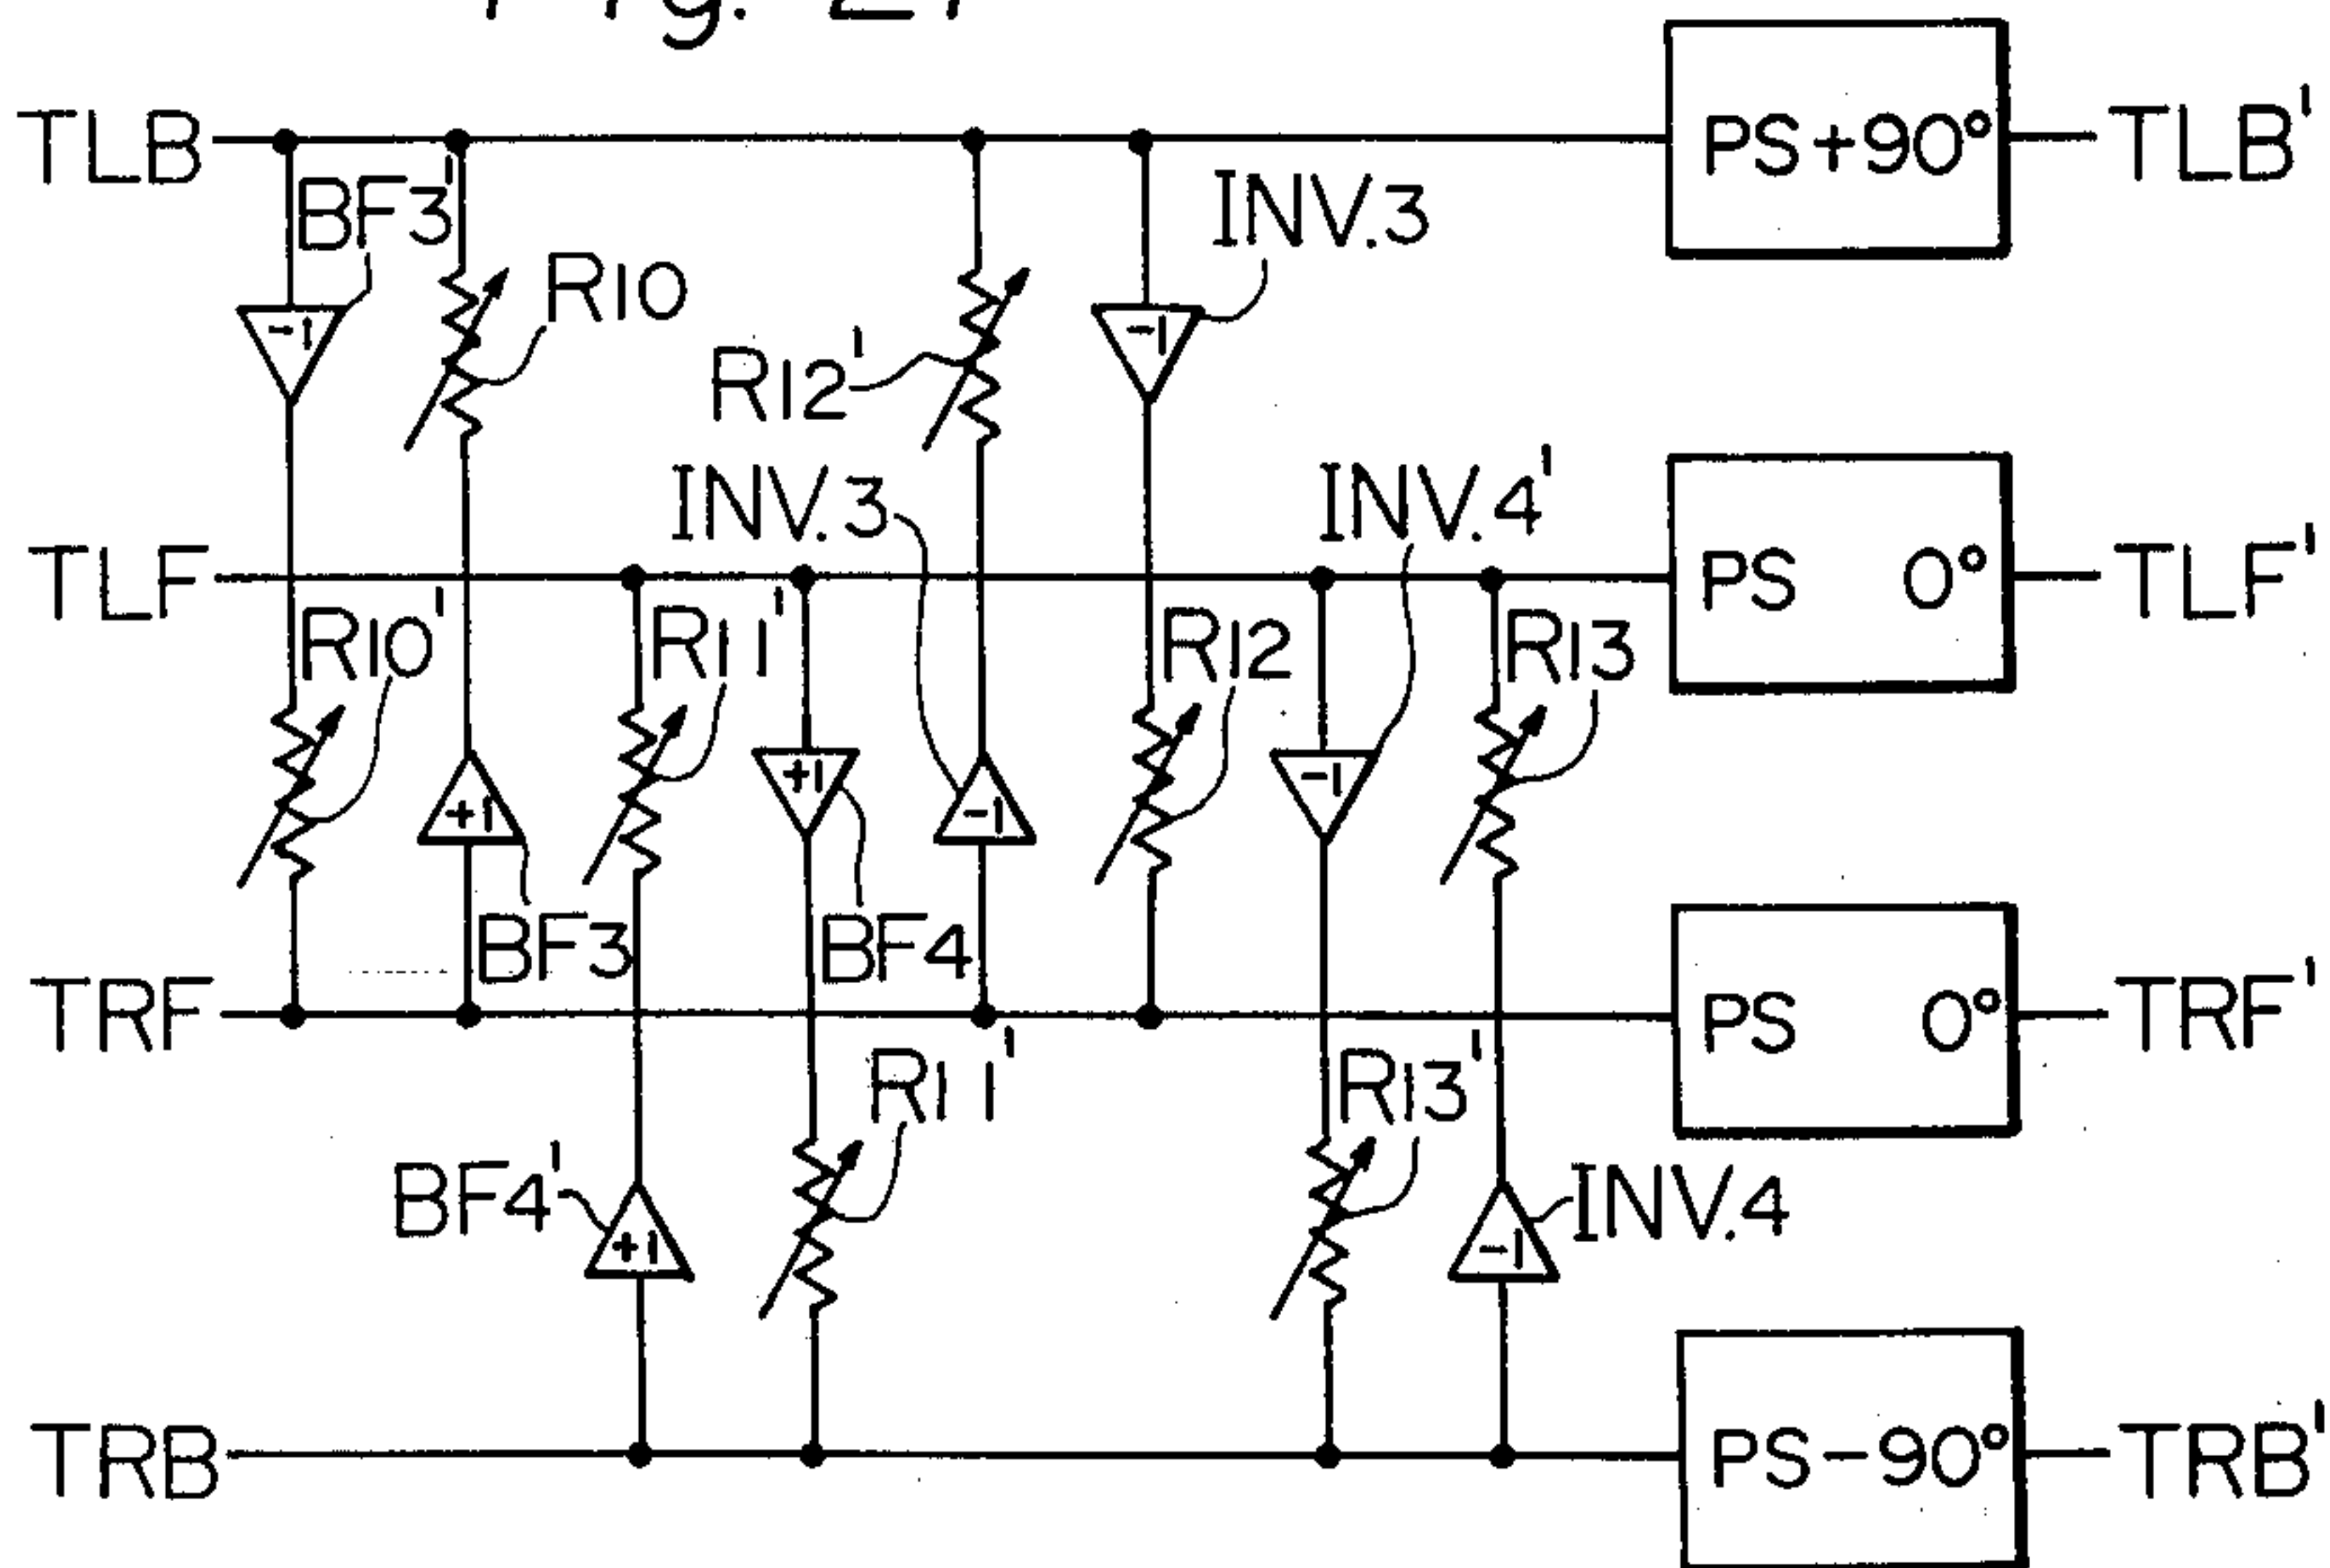 Fig. 21
TLB
PS+90°
TLB'
BF3'
INV.3
R10
-1
-1
R12'
INV.3
INV.4'
TLF
PS 0°
TLF'
R10'
R11'
R12
R13
+1
-1
-1
+1
BF3
BF4
TRF
PS 0°
TRF'
R11'
R13'
BF4'
INV.4
+1
-1
TRB
PS-90°
TRB'